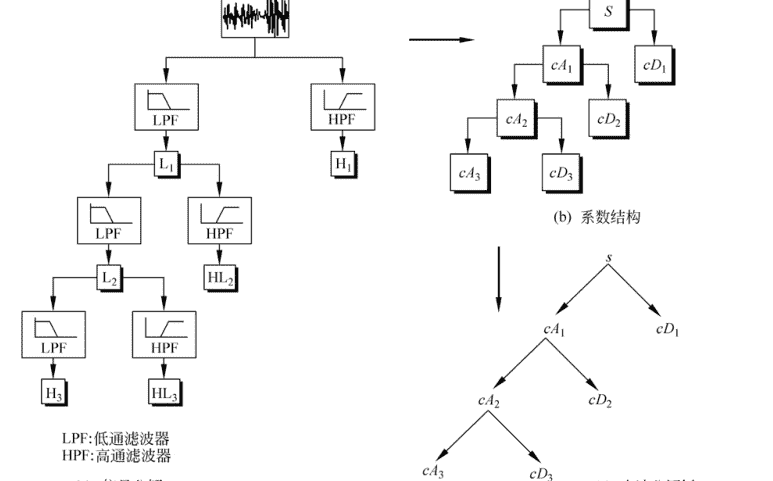 LPF
HPF
L1
H1
LPF
HPF
L2
HL2
LPF
HPF
H3
HL3
LPF:低通滤波器
HPF:高通滤波器
S
cA1
cD1
cA2
cD2
cA3
cD3
(b) 系数结构
s
cA1
cD1
cA2
cD2
cA3
cD3